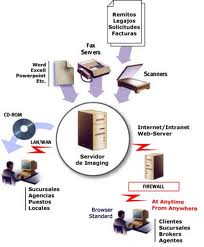 Remitos
Legajos
Solicitudes
Facturas
Fax
Servers
Word
Excell
Powerpoint
Etc.
Scanners
CD-ROM
Internet/Intranet
Web-Server
LAN/WAN
Servidor
de Imaging
FIREWALL
Sucursales
Agencias
Puestos
Locales
At Anytime
From Anywhere
Browser
Standard
Clientes
Sucursales
Brokers
Agentes